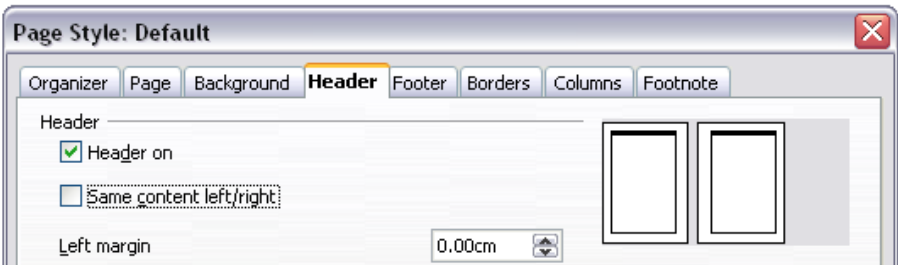 Page Style: Default
Organizer Page Background Header Footer Borders Columns Footnote
Header
Header on
Same content left/right
Left margin 0.00cm